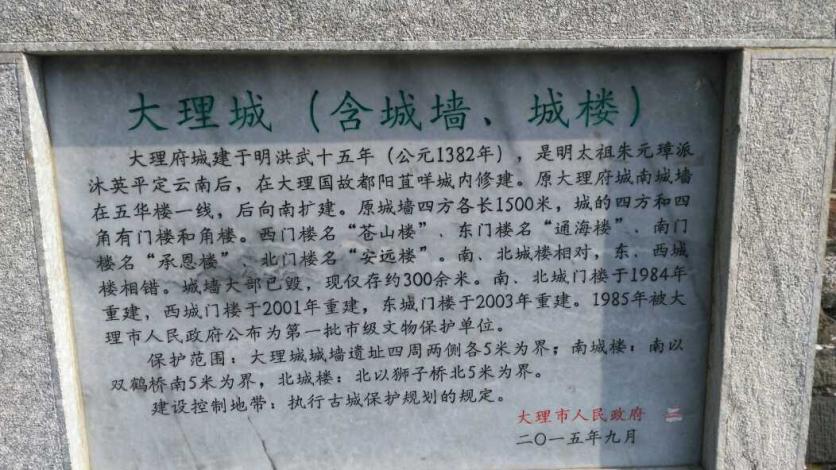 大理城（含城墙、城楼）
大理府城建于明洪武十五年（公元1382年），是明太祖朱元璋派
沐英平定云南后，在大理国故都阳苴咩城内修建。原大理府城南城墙
在五华楼一线，后向南扩建。原城墙四方各长1500米，城的四方和四
角有门楼和角楼。西门楼名“苍山楼”、东门楼名“通海楼”、南门
楼名“承恩楼”、北门楼名“安远楼”。南、北城楼相对，东、西城
楼相错。城墙大部已毁，现仅存约300余米。南、北城门楼于1984年
重建，西城门楼于2001年重建，东城门楼于2003年重建。1985年被大
理市人民政府公布为第一批市级文物保护单位。
保护范围：大理城城墙遗址四周两侧各5米为界；南城楼：南以
双鹤桥南5米为界，北城楼：北以狮子桥北5米为界。
建设控制地带：执行古城保护规划的规定。
大理市人民政府 三
二〇一五年九月